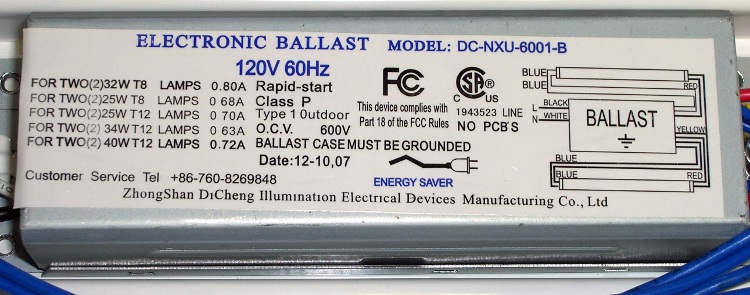 ELECTRONIC BALLAST MODEL: DC-NXU-6001-B
120V 60Hz
FOR TWO(2)32W T8 LAMPS 0.80A
FOR TWO(2)25W T8 LAMPS 0 68A
FOR TWO(2)25W T12 LAMPS 0 70A
FOR TWO(2) 34W T12 LAMPS 0 63A
FOR TWO(2) 40W T12 LAMPS 0.72A
Rapid-start
Class P
Type 1 Outdoor
O.C.V. 600V
BALLAST CASE MUST BE GROUNDED
Date:12-10,07
FC
This device complies with
Part 18 of the FCC Rules
SA
C US
1943523 LINE
NO PCB'S
ENERGY SAVER
BLUE
BLUE RED
L BLACK
N WHITE
BALLAST
YELLOW
BLUE
BLUE RED
Customer Service Tel +86-760-8269848
ZhongShan DiCheng Illumination Electrical Devices Manufacturing Co., Ltd